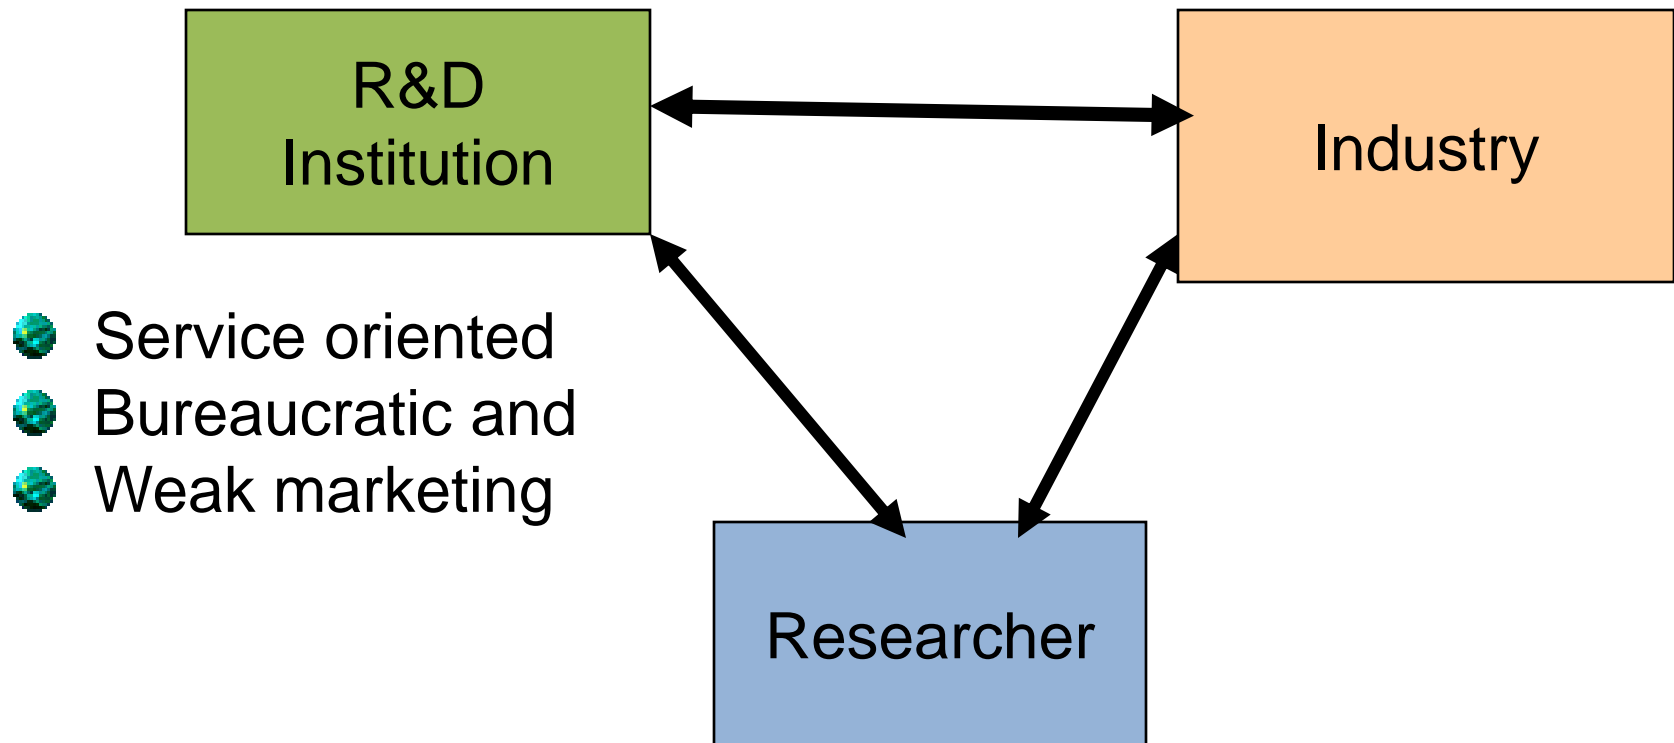 R&D
Institution
Industry
Service oriented
Bureaucratic and
Weak marketing
Researcher